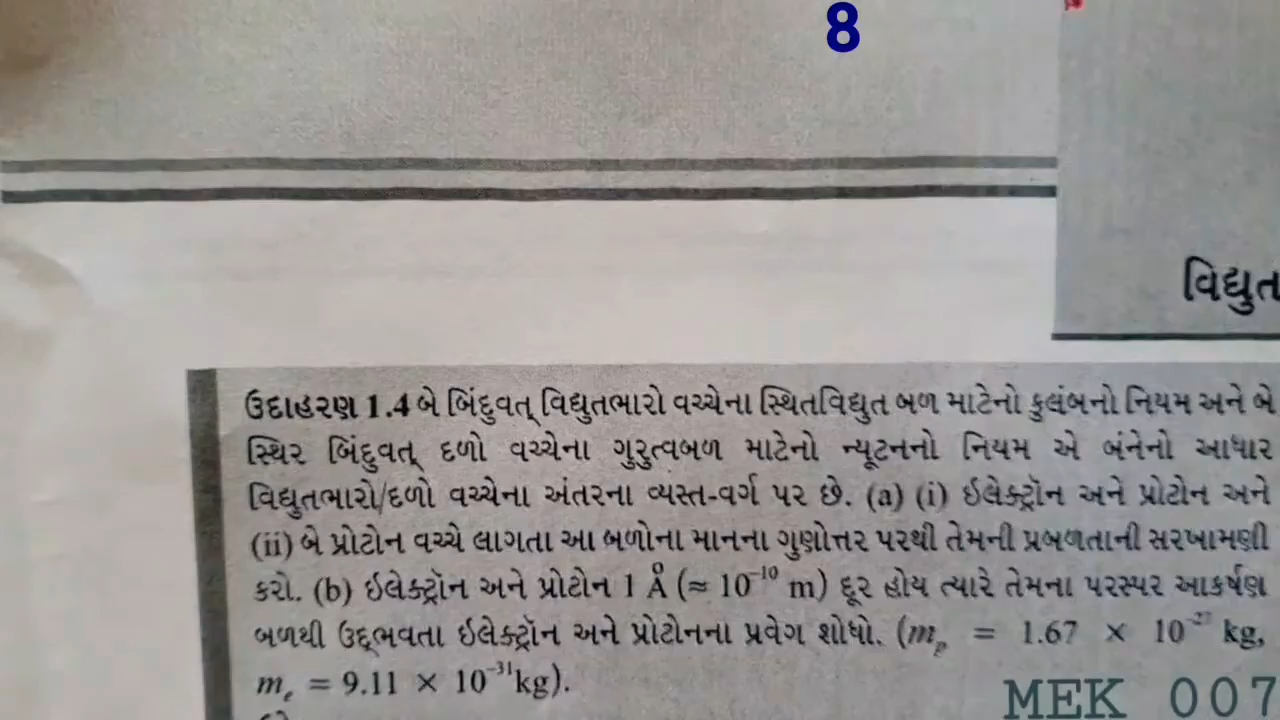 8
વિદ્યુત
ઉદાહરણ 1.4 બે બિંદુવત્ વિદ્યુતભારો વચ્ચેના સ્થિતવિદ્યુત બળ માટેનો કુલંબનો નિયમ અને બે
સ્થિર બિંદુવત્ દળો વચ્ચેના ગુરુત્વબળ માટેનો ન્યૂટનનો નિયમ એ બંનેનો આધાર
વિદ્યુતભારો/દળો વચ્ચેના અંતરના વ્યસ્ત-વર્ગ પર છે. (a) (i) ઇલેક્ટ્રૉન અને પ્રોટોન અને
(ii) બે પ્રોટોન વચ્ચે લાગતા આ બળોના માનના ગુણોત્તર પરથી તેમની પ્રબળતાની સરખામણી
કરો. (b) ઇલેક્ટ્રૉન અને પ્રોટોન 1 Å (≈ 10⁻¹⁰ m) દૂર હોય ત્યારે તેમના પરસ્પર આકર્ષણ
બળથી ઉદ્ભવતા ઇલેક્ટ્રૉન અને પ્રોટોનના પ્રવેગ શોધો. (mₚ = 1.67 × 10⁻²⁷ kg,
mₑ = 9.11 × 10⁻³¹kg).
MEK 007